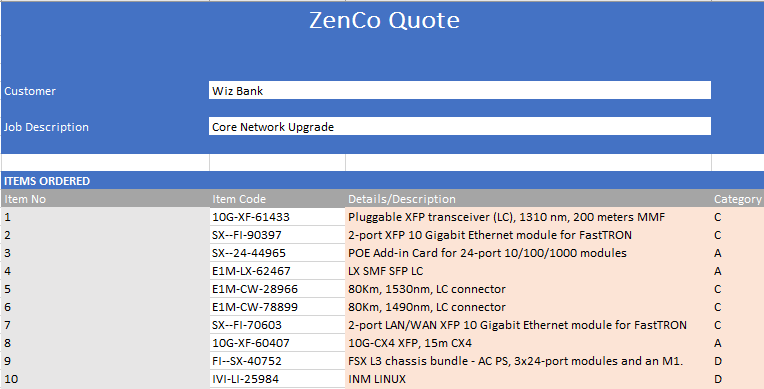 ZenCo Quote
Customer Wiz Bank
Job Description Core Network Upgrade
ITEMS ORDERED
Item No Item Code Details/Description Category
1 10G-XF-61433 Pluggable XFP transceiver (LC), 1310 nm, 200 meters MMF C
2 SX--FI-90397 2-port XFP 10 Gigabit Ethernet module for FastTRON C
3 SX--24-44965 POE Add-in Card for 24-port 10/100/1000 modules A
4 E1M-LX-62467 LX SMF SFP LC A
5 E1M-CW-28966 80Km, 1530nm, LC connector C
6 E1M-CW-78899 80Km, 1490nm, LC connector C
7 SX--FI-70603 2-port LAN/WAN XFP 10 Gigabit Ethernet module for FastTRON C
8 10G-XF-60407 10G-CX4 XFP, 15m CX4 A
9 FI--SX-40752 FSX L3 chassis bundle - AC PS, 3x24-port modules and an M1. D
10 IVI-LI-25984 INM LINUX D